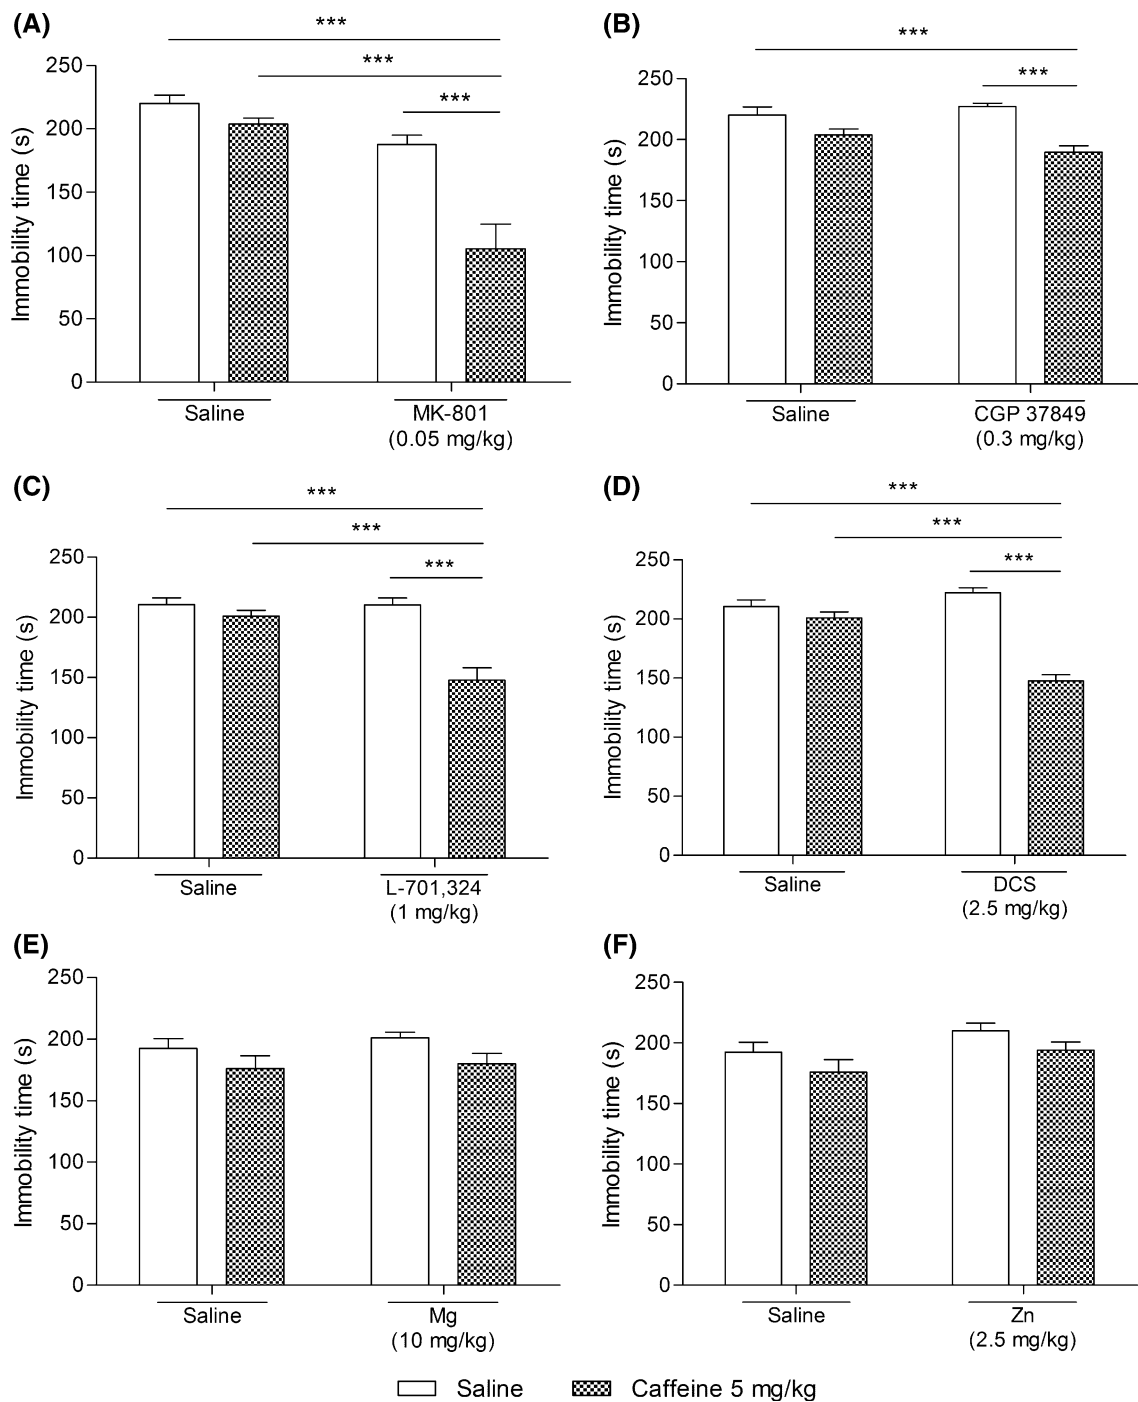 (A)
***
***
***
250
200
150
100
50
0
Immobility time (s)
Saline
MK-801
(0.05 mg/kg)
(B)
***
***
250
200
150
100
50
0
Immobility time (s)
Saline
CGP 37849
(0.3 mg/kg)
(C)
***
***
***
250
200
150
100
50
0
Immobility time (s)
Saline
L-701,324
(1 mg/kg)
(D)
***
***
***
250
200
150
100
50
0
Immobility time (s)
Saline
DCS
(2.5 mg/kg)
(E)
250
200
150
100
50
0
Immobility time (s)
Saline
Mg
(10 mg/kg)
(F)
250
200
150
100
50
0
Immobility time (s)
Saline
Zn
(2.5 mg/kg)
Saline
Caffeine 5 mg/kg